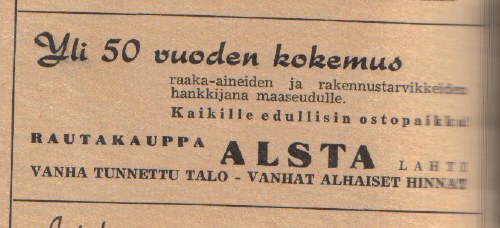 Yli 50 vuoden kokemus
raaka-aineiden ja rakennustarvikkeiden
hankkijana maaseudulle.
Kaikille edullisin ostopaikka!
RAUTAKAUPPA ALSTA LAHTI
VANHA TUNNETTU TALO - VANHAT ALHAISET HINNAT